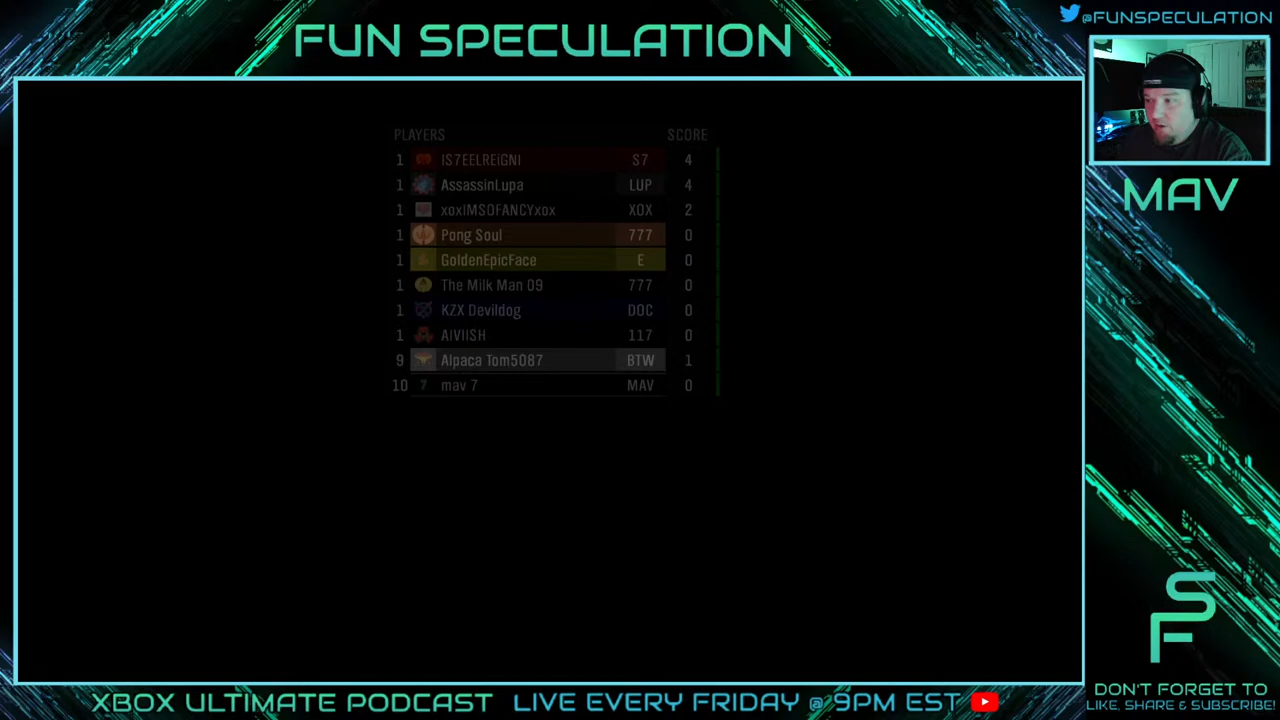 FUN SPECULATION
@FUNSPECULATION
PLAYERS SCORE
1 IS7EELREiGNI S7 4
1 AssassinLupa LUP 4
1 xoxIMSOFANCYxox XOX 2
1 Pong Soul 777 0
1 GoldenEpicFace E 0
1 The Milk Man 09 777 0
1 KZX Devildog DOC 0
1 AIVIISH 117 0
9 Alpaca Tom5087 BTW 1
10 7 mav 7 MAV 0
MAV
SF
XBOX ULTIMATE PODCAST LIVE EVERY FRIDAY @ 9PM EST
DON'T FORGET TO
LIKE, SHARE & SUBSCRIBE!